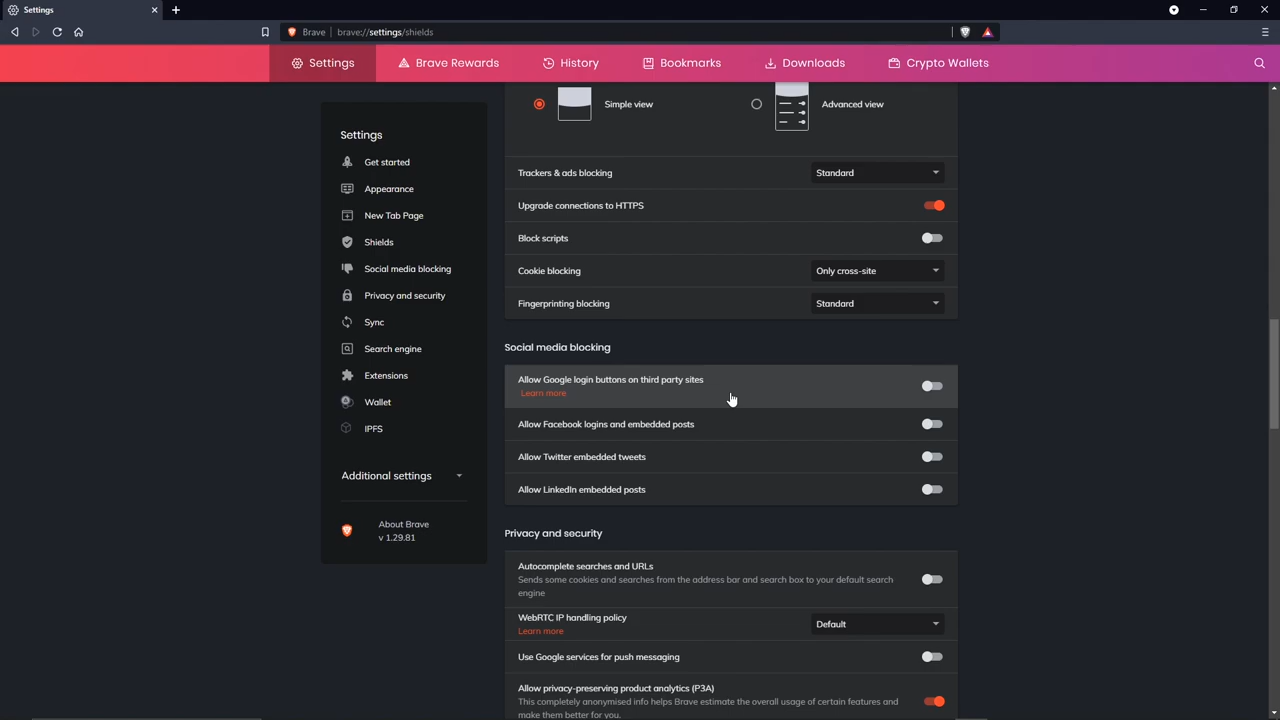 Settings
Brave
brave://settings/shields
Settings
Brave Rewards
History
Bookmarks
Downloads
Crypto Wallets
Settings
Get started
Appearance
New Tab Page
Shields
Social media blocking
Privacy and security
Sync
Search engine
Extensions
Wallet
IPFS
Additional settings
About Brave
v 1.29.81
Simple view
Advanced view
Trackers & ads blocking
Standard
Upgrade connections to HTTPS
Block scripts
Cookie blocking
Only cross-site
Fingerprinting blocking
Standard
Social media blocking
Allow Google login buttons on third party sites
Learn more
Allow Facebook logins and embedded posts
Allow Twitter embedded tweets
Allow LinkedIn embedded posts
Privacy and security
Autocomplete searches and URLs
Sends some cookies and searches from the address bar and search box to your default search
engine
WebRTC IP handling policy
Learn more
Default
Use Google services for push messaging
Allow privacy-preserving product analytics (P3A)
This completely anonymised info helps Brave estimate the overall usage of certain features and
make them better for you.